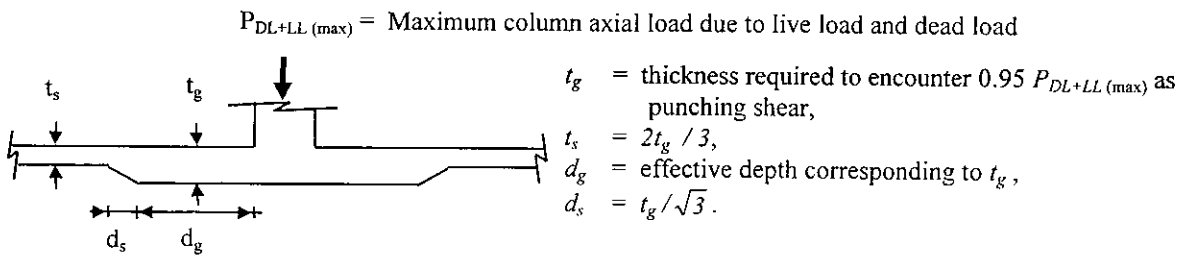 P_DL+LL (max) = Maximum column axial load due to live load and dead load
t_s
t_g
d_s
d_g
t_g = thickness required to encounter 0.95 P_DL+LL (max) as
punching shear,
t_s = 2t_g / 3,
d_g = effective depth corresponding to t_g ,
d_s = t_g/√3 .